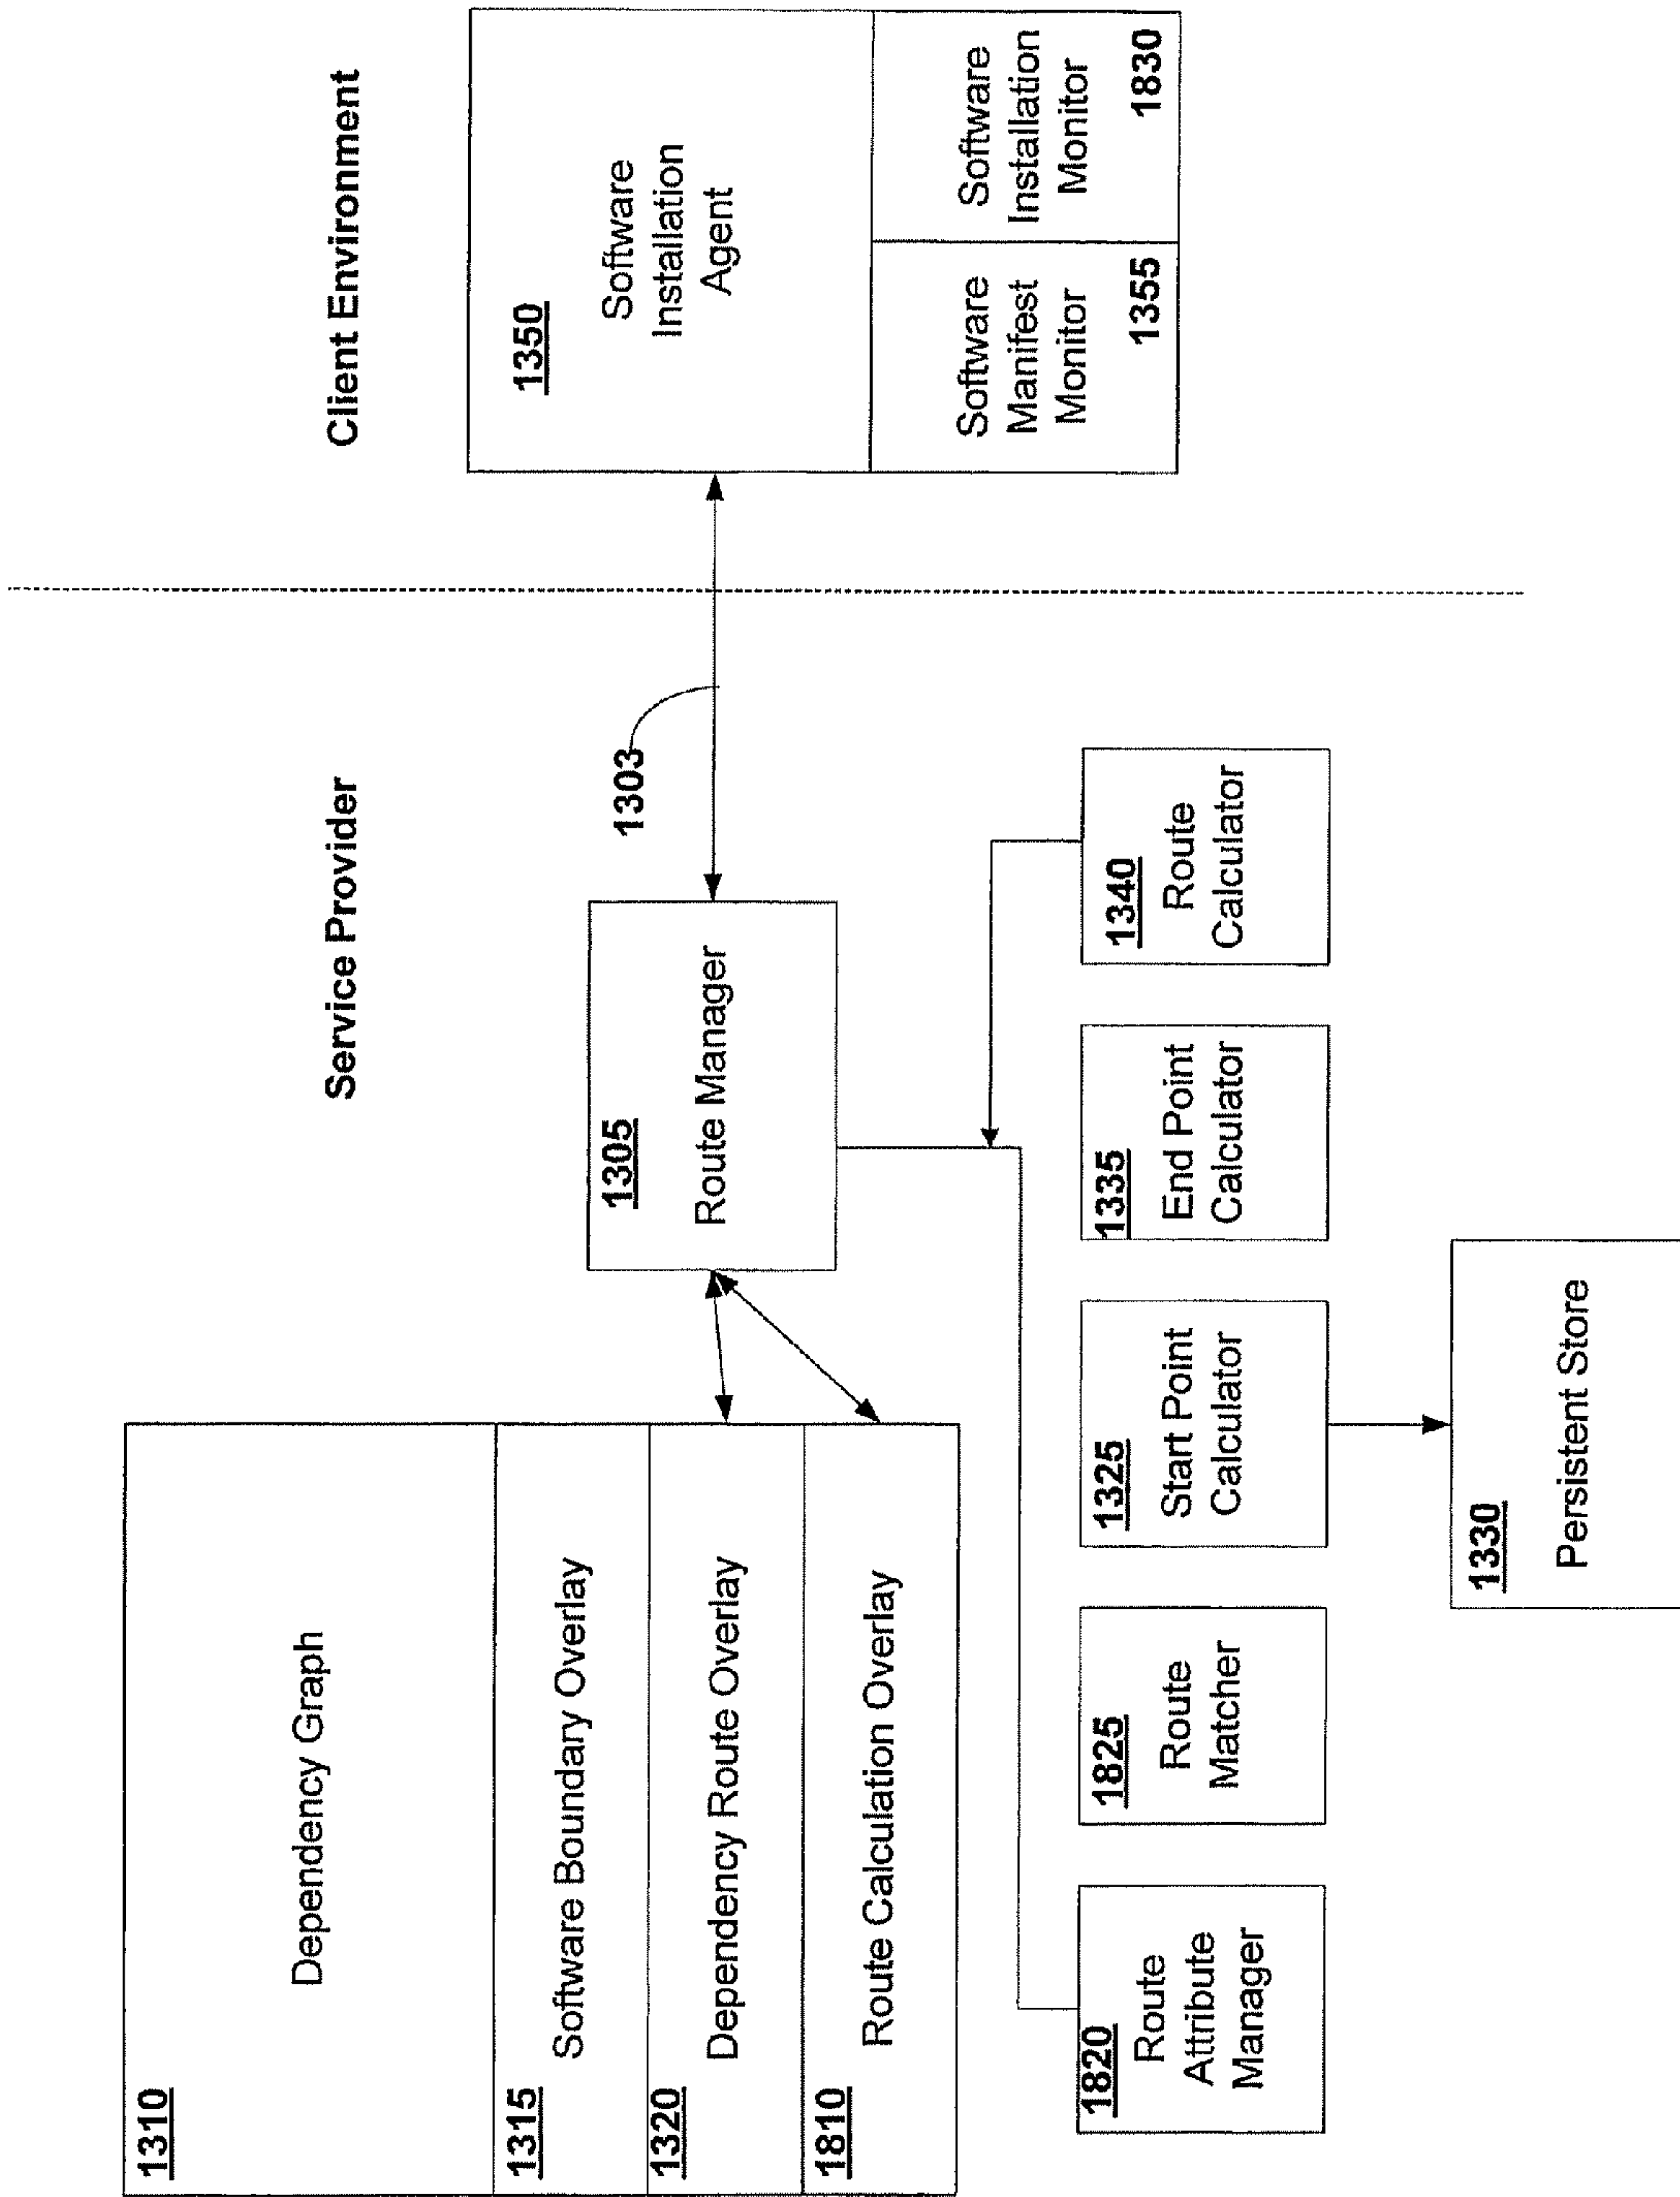 Service Provider
Client Environment
1310
Dependency Graph
1315
Software Boundary Overlay
1320
Dependency Route Overlay
1810
Route Calculation Overlay
1305
Route Manager
1303
1350
Software
Installation
Agent
Software
Manifest
Monitor
1355
Software
Installation
Monitor
1830
1820
Route
Attribute
Manager
1825
Route
Matcher
1325
Start Point
Calculator
1335
End Point
Calculator
1340
Route
Calculator
1330
Persistent Store